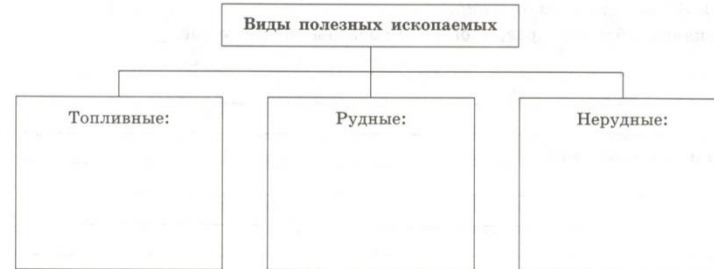 Виды полезных ископаемых
Топливные:
Рудные:
Нерудные: